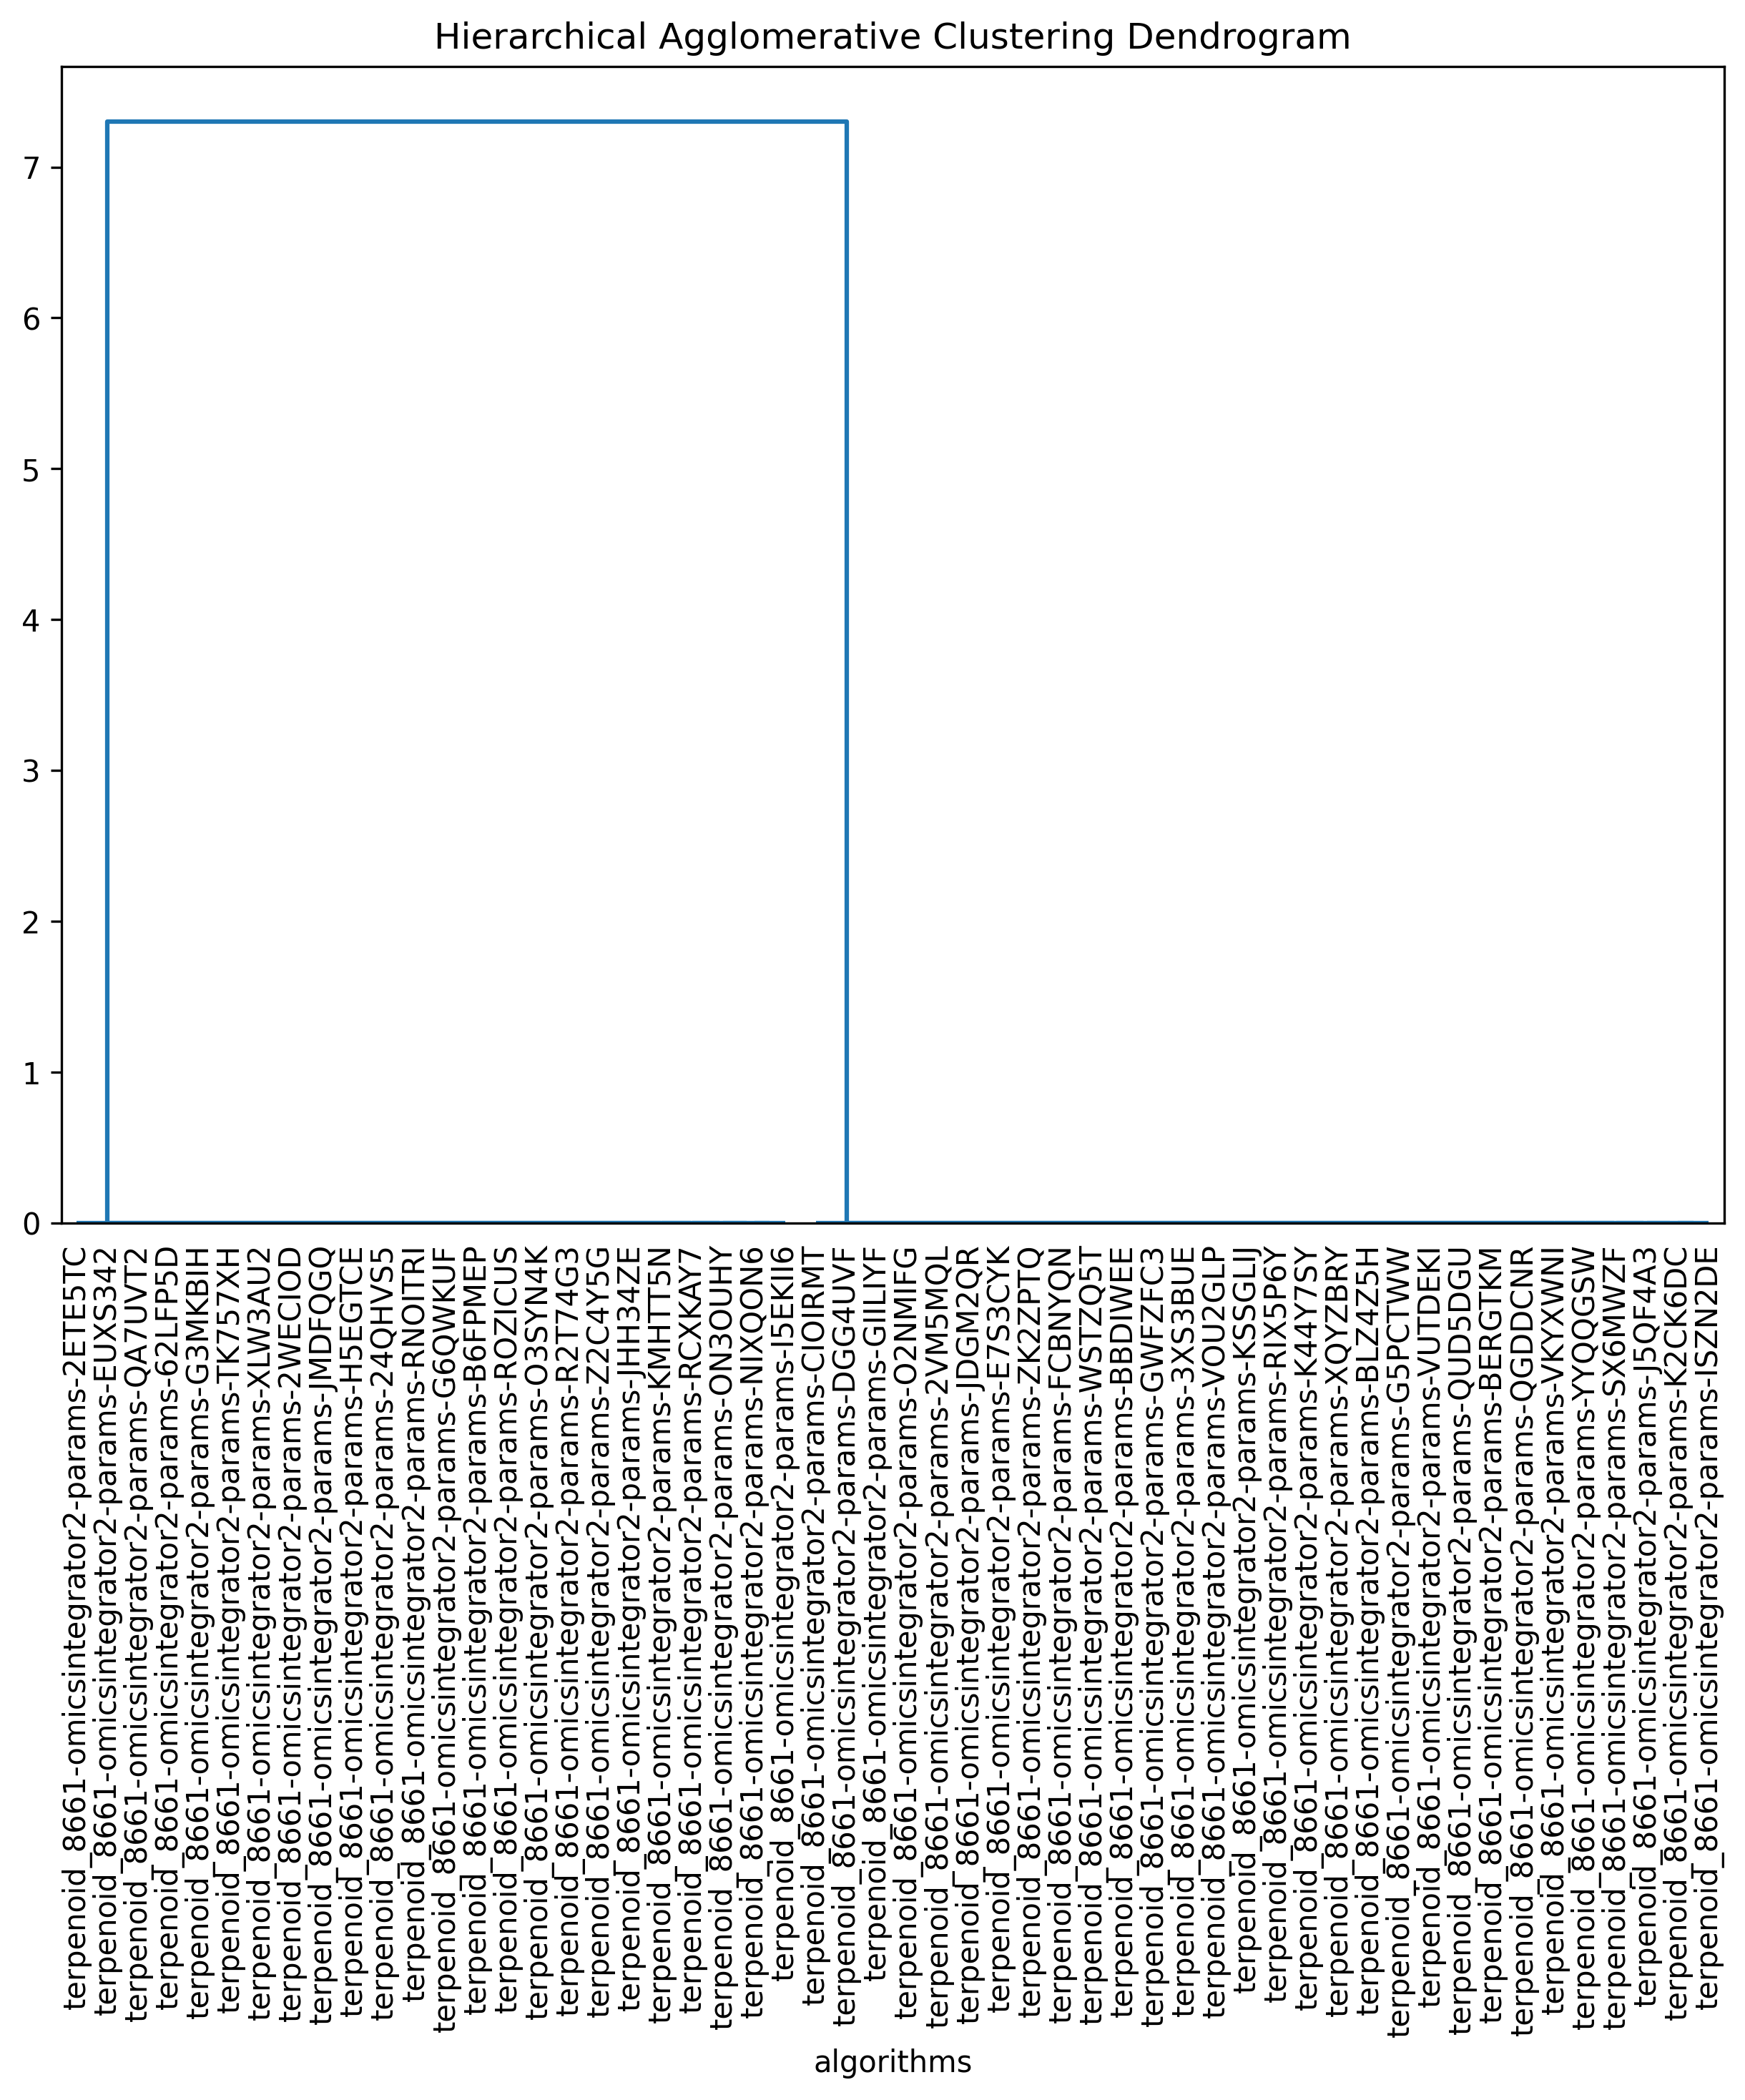 Hierarchical Agglomerative Clustering Dendrogram
7
6
5
4
3
2
1
0
terpenoid_8661-omicsintegrator2-params-2ETE5TC
terpenoid_8661-omicsintegrator2-params-EUXS342
terpenoid_8661-omicsintegrator2-params-QA7UVT2
terpenoid_8661-omicsintegrator2-params-62LFP5D
terpenoid_8661-omicsintegrator2-params-G3MKBIH
terpenoid_8661-omicsintegrator2-params-TK757XH
terpenoid_8661-omicsintegrator2-params-XLW3AU2
terpenoid_8661-omicsintegrator2-params-2WECIOD
terpenoid_8661-omicsintegrator2-params-JMDFQGQ
terpenoid_8661-omicsintegrator2-params-H5EGTCE
terpenoid_8661-omicsintegrator2-params-24QHVS5
terpenoid_8661-omicsintegrator2-params-RNOITRI
terpenoid_8661-omicsintegrator2-params-G6QWKUF
terpenoid_8661-omicsintegrator2-params-B6FPMEP
terpenoid_8661-omicsintegrator2-params-ROZICUS
terpenoid_8661-omicsintegrator2-params-O3SYN4K
terpenoid_8661-omicsintegrator2-params-R2T74G3
terpenoid_8661-omicsintegrator2-params-Z2C4Y5G
terpenoid_8661-omicsintegrator2-params-JHH34ZE
terpenoid_8661-omicsintegrator2-params-KMHTT5N
terpenoid_8661-omicsintegrator2-params-RCXKAY7
terpenoid_8661-omicsintegrator2-params-ON3OUHY
terpenoid_8661-omicsintegrator2-params-NIXQON6
terpenoid_8661-omicsintegrator2-params-I5EKII6
terpenoid_8661-omicsintegrator2-params-CIOIRMT
terpenoid_8661-omicsintegrator2-params-DGG4UVF
terpenoid_8661-omicsintegrator2-params-GIILIYF
terpenoid_8661-omicsintegrator2-params-O2NMIFG
terpenoid_8661-omicsintegrator2-params-2VM5MQL
terpenoid_8661-omicsintegrator2-params-JDGM2QR
terpenoid_8661-omicsintegrator2-params-E7S3CYK
terpenoid_8661-omicsintegrator2-params-ZK2ZPTQ
terpenoid_8661-omicsintegrator2-params-FCBNYQN
terpenoid_8661-omicsintegrator2-params-WSTZQ5T
terpenoid_8661-omicsintegrator2-params-BBDIWEE
terpenoid_8661-omicsintegrator2-params-GWFZFC3
terpenoid_8661-omicsintegrator2-params-3XS3BUE
terpenoid_8661-omicsintegrator2-params-VOU2GLP
terpenoid_8661-omicsintegrator2-params-KSSGLIJ
terpenoid_8661-omicsintegrator2-params-RIX5P6Y
terpenoid_8661-omicsintegrator2-params-K44Y7SY
terpenoid_8661-omicsintegrator2-params-XQYZBRY
terpenoid_8661-omicsintegrator2-params-BLZ4Z5H
terpenoid_8661-omicsintegrator2-params-G5PCTWW
terpenoid_8661-omicsintegrator2-params-VUTDEKI
terpenoid_8661-omicsintegrator2-params-QUD5DGU
terpenoid_8661-omicsintegrator2-params-BERGTKM
terpenoid_8661-omicsintegrator2-params-QGDDCNR
terpenoid_8661-omicsintegrator2-params-VKYXWNI
terpenoid_8661-omicsintegrator2-params-YYQQGSW
terpenoid_8661-omicsintegrator2-params-SX6MWZF
terpenoid_8661-omicsintegrator2-params-J5QF4A3
terpenoid_8661-omicsintegrator2-params-K2CK6DC
terpenoid_8661-omicsintegrator2-params-ISZN2DE
algorithms